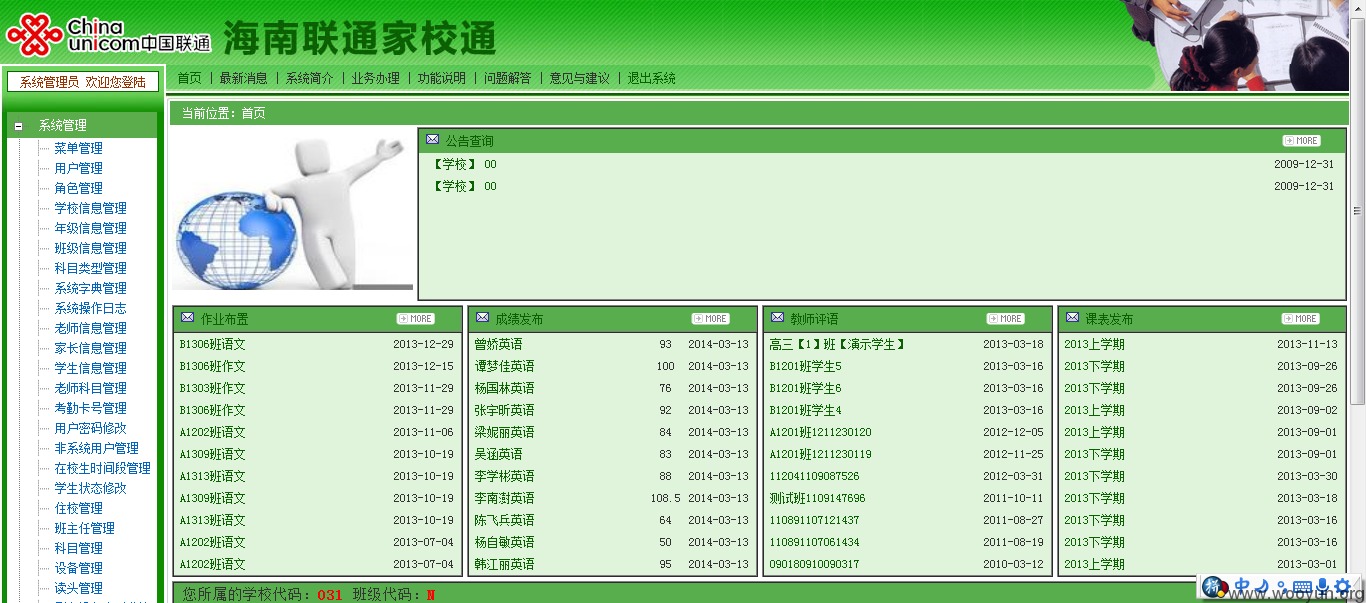 China unicom中国联通 海南联通家校通
系统管理员 欢迎您登陆
首页 | 最新消息 | 系统简介 | 业务办理 | 功能说明 | 问题解答 | 意见与建议 | 退出系统
当前位置：首页
系统管理
菜单管理
用户管理
角色管理
学校信息管理
年级信息管理
班级信息管理
科目类型管理
系统字典管理
系统操作日志
老师信息管理
家长信息管理
学生信息管理
老师科目管理
考勤卡号管理
用户密码修改
非系统用户管理
在校生时间段管理
学生状态修改
住校管理
班主任管理
科目管理
设备管理
读头管理
公告查询 MORE
【学校】 00 2009-12-31
【学校】 00 2009-12-31
作业布置 MORE
B1306班语文 2013-12-29
B1306班作文 2013-12-15
B1303班作文 2013-11-29
B1306班作文 2013-11-29
A1202班语文 2013-11-06
A1309班语文 2013-10-19
A1313班语文 2013-10-19
A1309班语文 2013-10-19
A1313班语文 2013-10-19
A1202班语文 2013-07-04
A1202班语文 2013-07-04
成绩发布 MORE
曾娇英语 93 2014-03-13
谭梦佳英语 100 2014-03-13
杨国林英语 76 2014-03-13
张宇昕英语 92 2014-03-13
梁妮丽英语 84 2014-03-13
吴涵英语 83 2014-03-13
李学彬英语 88 2014-03-13
李南澍英语 108.5 2014-03-13
陈飞兵英语 64 2014-03-13
杨自敏英语 50 2014-03-13
韩江丽英语 95 2014-03-13
教师评语 MORE
高三【1】班【演示学生】 2013-03-18
B1201班学生5 2013-03-16
B1201班学生6 2013-03-16
B1201班学生4 2013-03-16
A1201班1211230120 2012-12-05
A1201班1211230119 2012-11-25
112041109087526 2012-03-31
测试班1109147696 2011-10-11
110891107121437 2011-08-27
110891107061434 2011-08-19
090180910090317 2010-03-12
课表发布 MORE
2013上学期 2013-11-13
2013下学期 2013-09-26
2013下学期 2013-09-26
2013上学期 2013-09-02
2013上学期 2013-09-01
2013下学期 2013-09-01
2013下学期 2013-03-30
2013下学期 2013-03-18
2013下学期 2013-03-16
2013下学期 2013-03-16
2013上学期 2013-03-01
您所属的学校代码：031 班级代码：N
中
www.wooyun.org